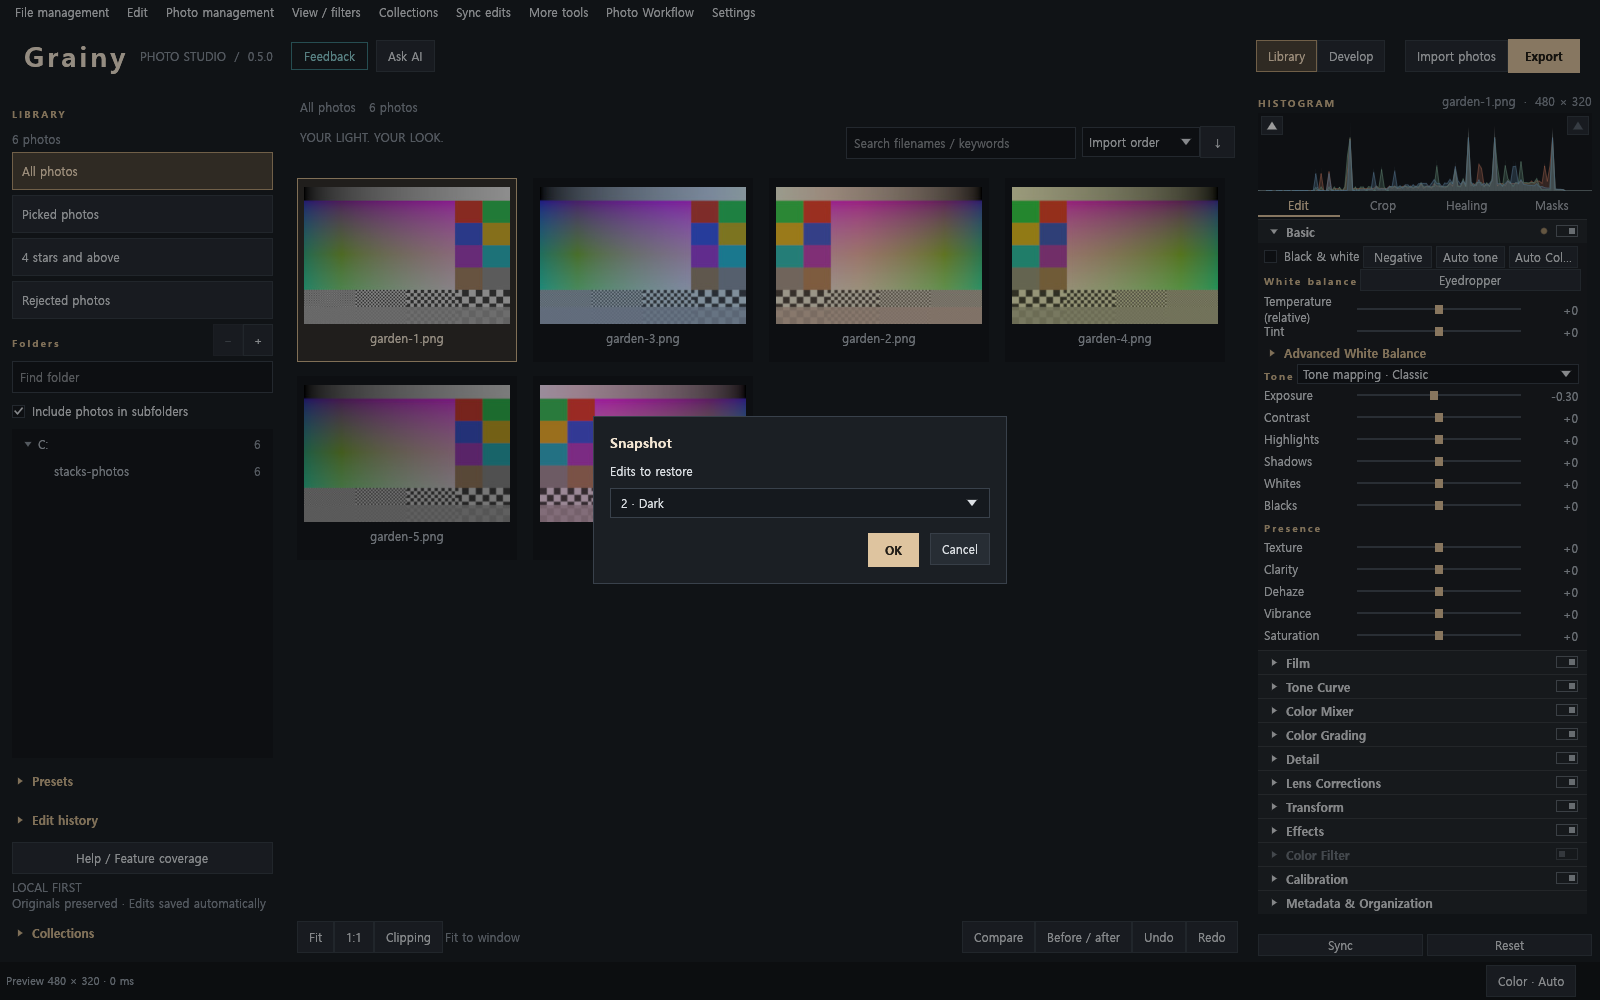 File management Edit Photo management View / filters Collections Sync edits More tools Photo Workflow Settings
Grainy PHOTO STUDIO / 0.5.0 Feedback Ask AI Library Develop Import photos Export
LIBRARY
6 photos
All photos
Picked photos
4 stars and above
Rejected photos
Folders − +
Find folder
Include photos in subfolders
C: 6
stacks-photos 6
Presets
Edit history
Help / Feature coverage
LOCAL FIRST
Originals preserved · Edits saved automatically
Collections
All photos 6 photos
YOUR LIGHT. YOUR LOOK.
Search filenames / keywords Import order ↓
garden-1.png garden-3.png garden-2.png garden-4.png
garden-5.png
Snapshot
Edits to restore
2 · Dark
OK Cancel
Fit 1:1 Clipping Fit to window Compare Before / after Undo Redo
HISTOGRAM garden-1.png · 480 × 320
Edit Crop Healing Masks
Basic
Black & white Negative Auto tone Auto Col...
White balance Eyedropper
Temperature
(relative) +0
Tint +0
Advanced White Balance
Tone Tone mapping · Classic
Exposure -0.30
Contrast +0
Highlights +0
Shadows +0
Whites +0
Blacks +0
Presence
Texture +0
Clarity +0
Dehaze +0
Vibrance +0
Saturation +0
Film
Tone Curve
Color Mixer
Color Grading
Detail
Lens Corrections
Transform
Effects
Color Filter
Calibration
Metadata & Organization
Sync Reset
Preview 480 × 320 · 0 ms Color · Auto